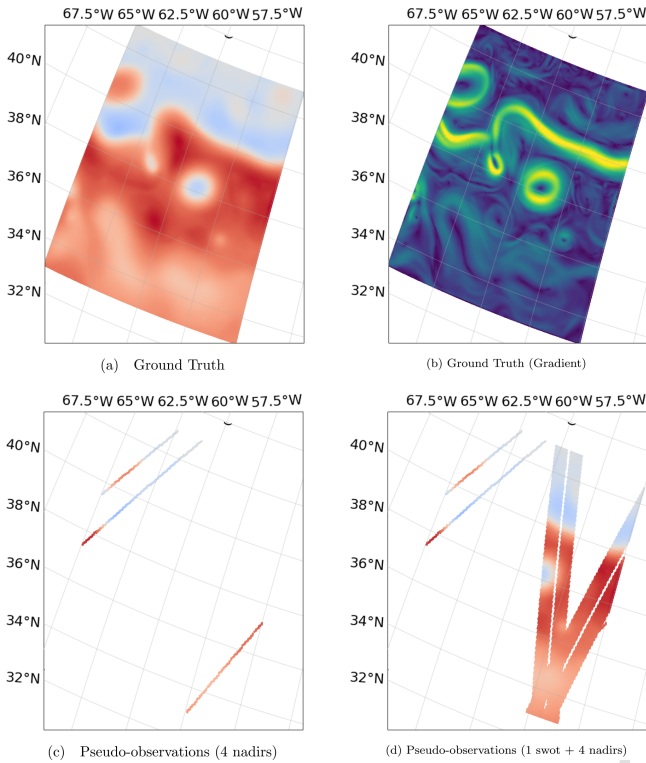 67.5°W 65°W 62.5°W 60°W 57.5°W
40°N
38°N
36°N
34°N
32°N
(a) Ground Truth
67.5°W 65°W 62.5°W 60°W 57.5°W
40°N
38°N
36°N
34°N
32°N
(b) Ground Truth (Gradient)
67.5°W 65°W 62.5°W 60°W 57.5°W
40°N
38°N
36°N
34°N
32°N
(c) Pseudo-observations (4 nadirs)
67.5°W 65°W 62.5°W 60°W 57.5°W
40°N
38°N
36°N
34°N
32°N
(d) Pseudo-observations (1 swot + 4 nadirs)